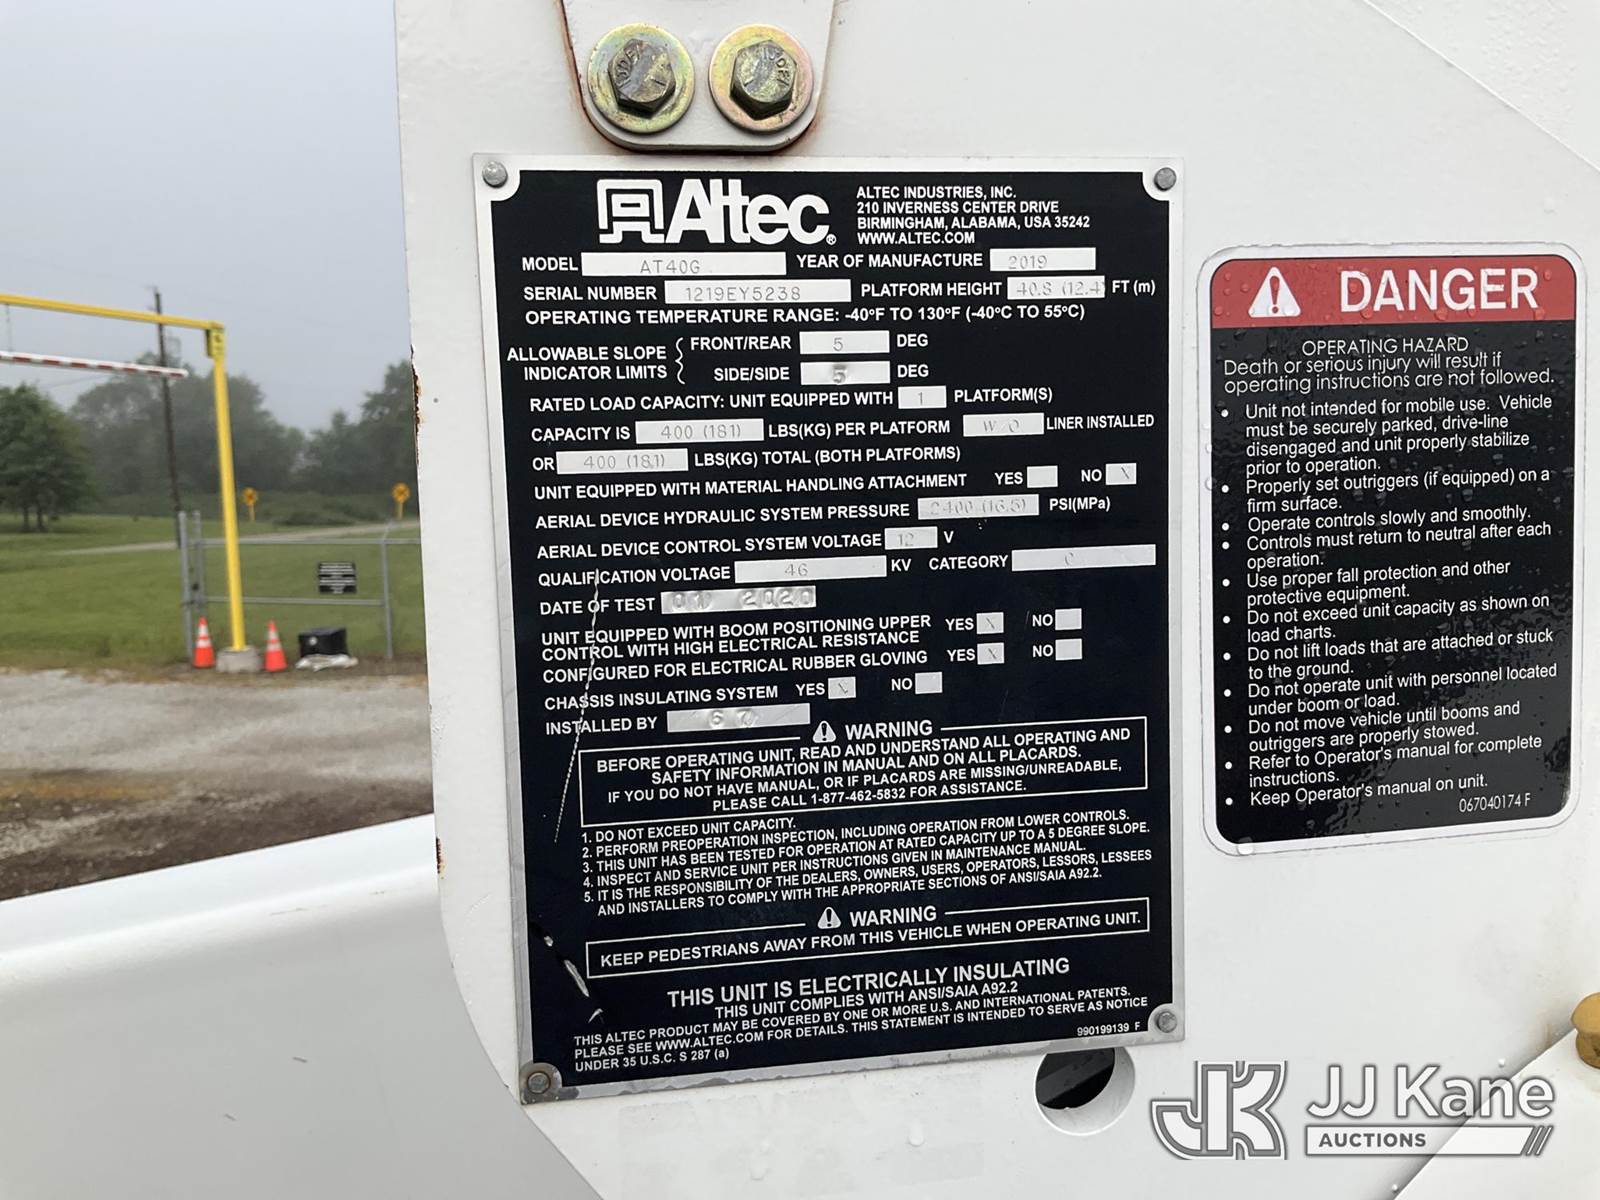 Altec®
ALTEC INDUSTRIES, INC.
210 INVERNESS CENTER DRIVE
BIRMINGHAM, ALABAMA, USA 35242
WWW.ALTEC.COM
MODEL AT40G YEAR OF MANUFACTURE 2019
SERIAL NUMBER 1219EY5238 PLATFORM HEIGHT 40.8 (12.4) FT (m)
OPERATING TEMPERATURE RANGE: -40ºF TO 130ºF (-40ºC TO 55ºC)
ALLOWABLE SLOPE INDICATOR LIMITS
FRONT/REAR 5 DEG
SIDE/SIDE 5 DEG
RATED LOAD CAPACITY: UNIT EQUIPPED WITH 1 PLATFORM(S)
CAPACITY IS 400 (181) LBS(KG) PER PLATFORM W/O LINER INSTALLED
OR 400 (181) LBS(KG) TOTAL (BOTH PLATFORMS)
UNIT EQUIPPED WITH MATERIAL HANDLING ATTACHMENT YES NO X
AERIAL DEVICE HYDRAULIC SYSTEM PRESSURE 2400 (16.5) PSI(MPa)
AERIAL DEVICE CONTROL SYSTEM VOLTAGE 12 V
QUALIFICATION VOLTAGE 46 KV CATEGORY C
DATE OF TEST 01 2020
UNIT EQUIPPED WITH BOOM POSITIONING UPPER
CONTROL WITH HIGH ELECTRICAL RESISTANCE YES X NO
CONFIGURED FOR ELECTRICAL RUBBER GLOVING YES X NO
CHASSIS INSULATING SYSTEM YES X NO
INSTALLED BY 67
WARNING
BEFORE OPERATING UNIT, READ AND UNDERSTAND ALL OPERATING AND
SAFETY INFORMATION IN MANUAL AND ON ALL PLACARDS.
IF YOU DO NOT HAVE MANUAL, OR IF PLACARDS ARE MISSING/UNREADABLE,
PLEASE CALL 1-877-462-5832 FOR ASSISTANCE.
1. DO NOT EXCEED UNIT CAPACITY.
2. PERFORM PREOPERATION INSPECTION, INCLUDING OPERATION FROM LOWER CONTROLS.
3. THIS UNIT HAS BEEN TESTED FOR OPERATION AT RATED CAPACITY UP TO A 5 DEGREE SLOPE.
4. INSPECT AND SERVICE UNIT PER INSTRUCTIONS GIVEN IN MAINTENANCE MANUAL.
5. IT IS THE RESPONSIBILITY OF THE DEALERS, OWNERS, USERS, OPERATORS, LESSORS, LESSEES
AND INSTALLERS TO COMPLY WITH THE APPROPRIATE SECTIONS OF ANSI/SAIA A92.2.
WARNING
KEEP PEDESTRIANS AWAY FROM THIS VEHICLE WHEN OPERATING UNIT.
THIS UNIT IS ELECTRICALLY INSULATING
THIS UNIT COMPLIES WITH ANSI/SAIA A92.2
THIS ALTEC PRODUCT MAY BE COVERED BY ONE OR MORE U.S. AND INTERNATIONAL PATENTS.
PLEASE SEE WWW.ALTEC.COM FOR DETAILS. THIS STATEMENT IS INTENDED TO SERVE AS NOTICE
UNDER 35 U.S.C. S 287 (a)
990199139 F
DANGER
OPERATING HAZARD
Death or serious injury will result if
operating instructions are not followed.
• Unit not intended for mobile use. Vehicle
must be securely parked, drive-line
disengaged and unit properly stabilize
prior to operation.
• Properly set outriggers (if equipped) on a
firm surface.
• Operate controls slowly and smoothly.
• Controls must return to neutral after each
operation.
• Use proper fall protection and other
protective equipment.
• Do not exceed unit capacity as shown on
load charts.
• Do not lift loads that are attached or stuck
to the ground.
• Do not operate unit with personnel located
under boom or load.
• Do not move vehicle until booms and
outriggers are properly stowed.
• Refer to Operator's manual for complete
instructions.
• Keep Operator's manual on unit.
067040174 F
JK JJ Kane
AUCTIONS